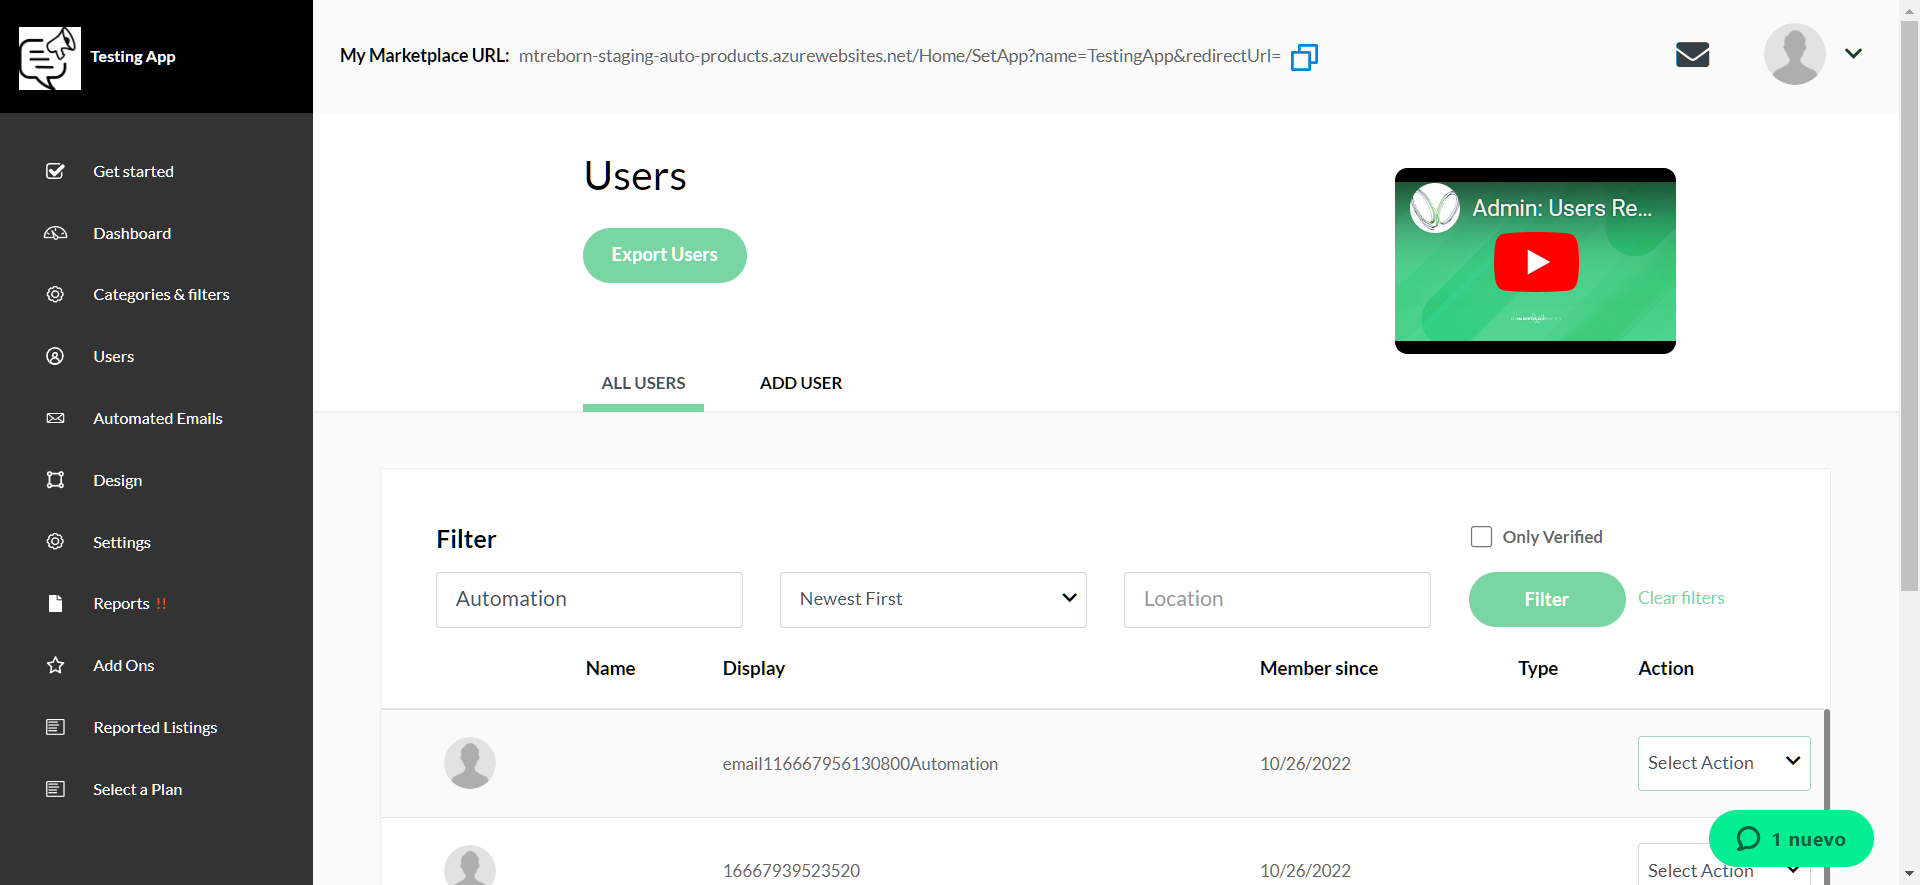 Testing App
My Marketplace URL: mtreborn-staging-auto-products.azurewebsites.net/Home/SetApp?name=TestingApp&redirectUrl=
Get started
Dashboard
Categories & filters
Users
Automated Emails
Design
Settings
Reports !!
Add Ons
Reported Listings
Select a Plan
Users
Export Users
Admin: Users Re...
ALL USERS ADD USER
Filter
Only Verified
Automation Newest First Location Filter Clear filters
Name Display Member since Type Action
email116667956130800Automation 10/26/2022 Select Action
1 nuevo
16667939523520 10/26/2022 Select Action